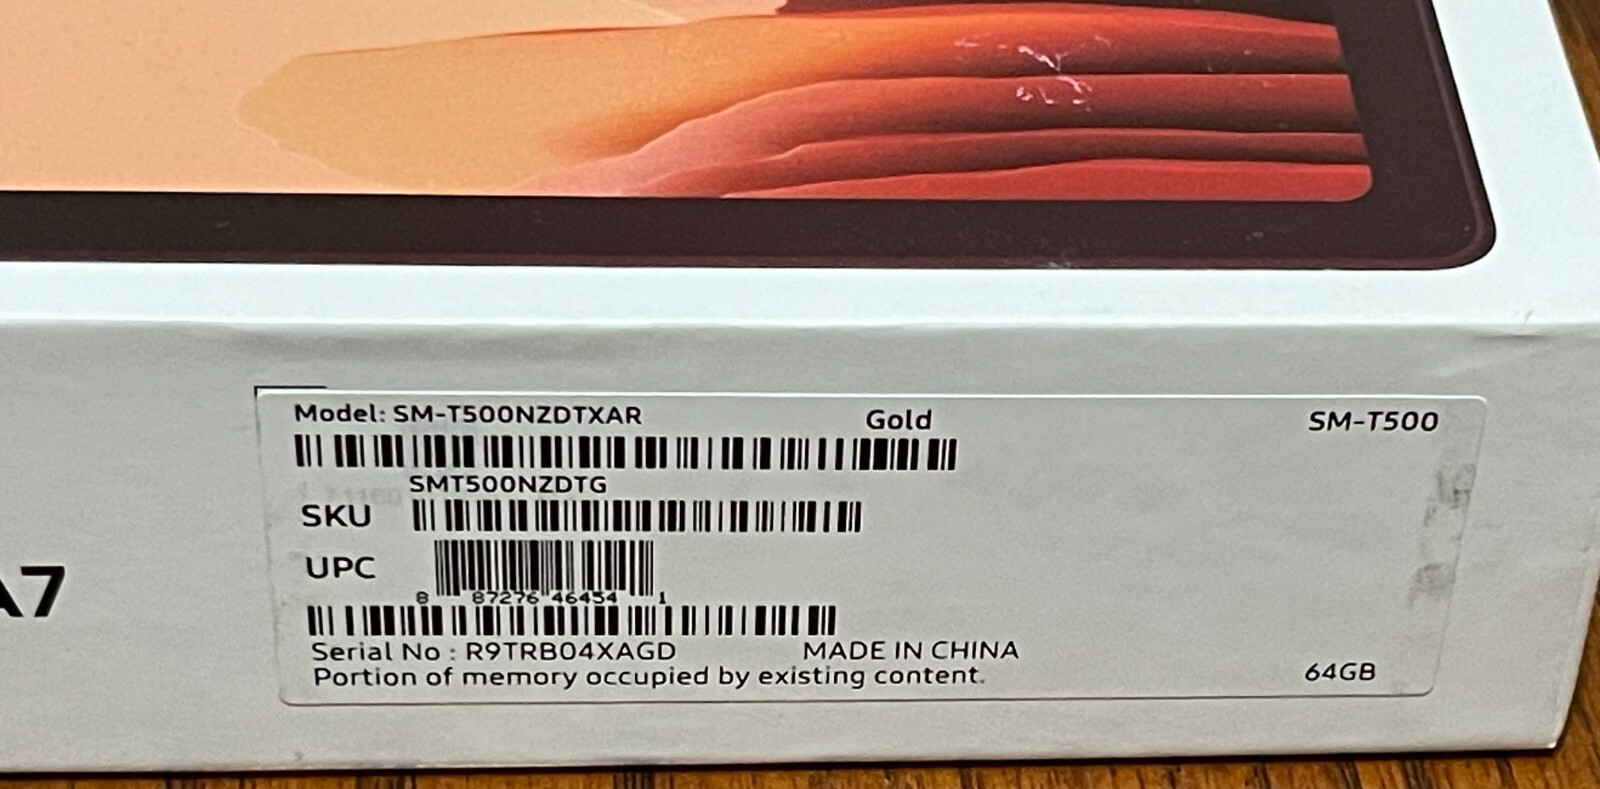 Model: SM-T500NZDTXAR Gold SM-T500
SMT500NZDTG
SKU
UPC
8 87276 46454 1
A7
Serial No : R9TRB04XAGD MADE IN CHINA
Portion of memory occupied by existing content. 64GB